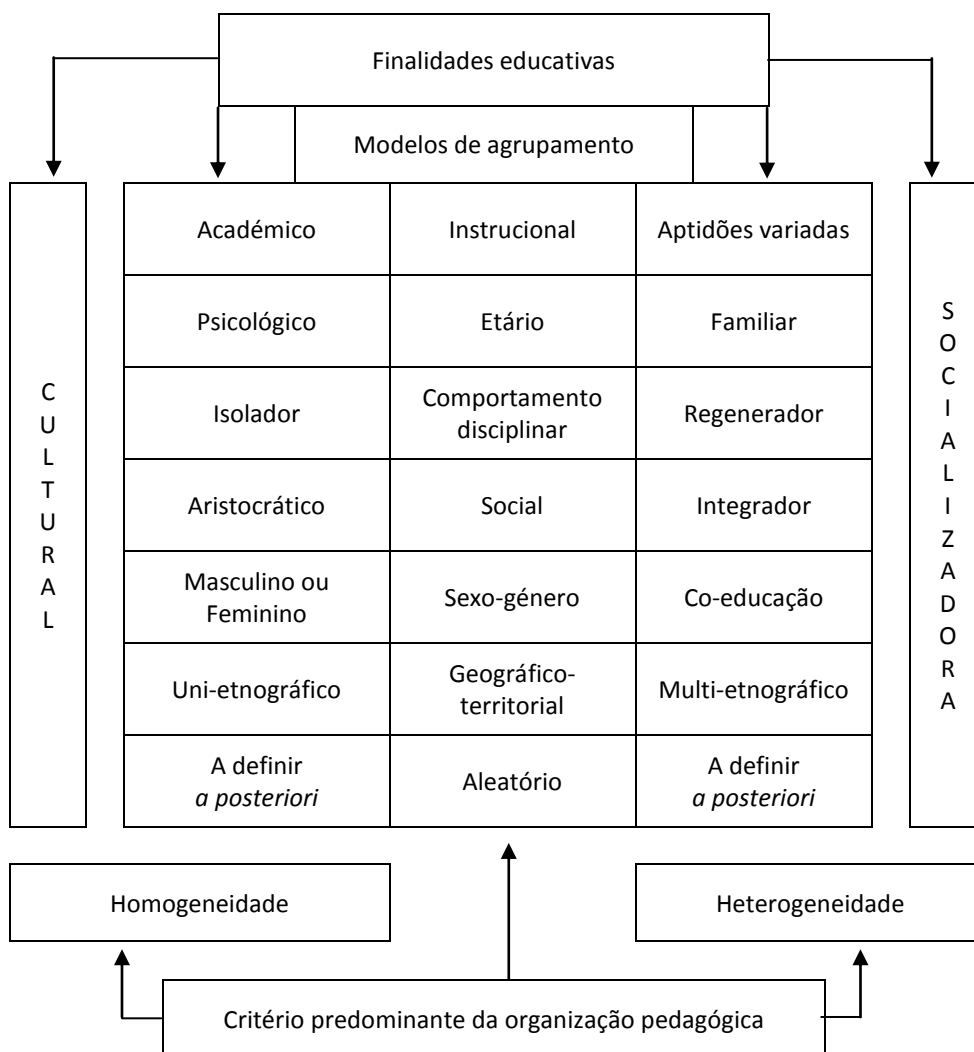 Finalidades educativas
Modelos de agrupamento
CULTURAL
Académico
Instrucional
Aptidões variadas
Psicológico
Etário
Familiar
Isolador
Comportamento
disciplinar
Regenerador
Aristocrático
Social
Integrador
Masculino ou
Feminino
Sexo-género
Co-educação
Uni-etnográfico
Geográfico-
territorial
Multi-etnográfico
A definir
a posteriori
Aleatório
A definir
a posteriori
SOCIALIZADORA
Homogeneidade
Heterogeneidade
Critério predominante da organização pedagógica